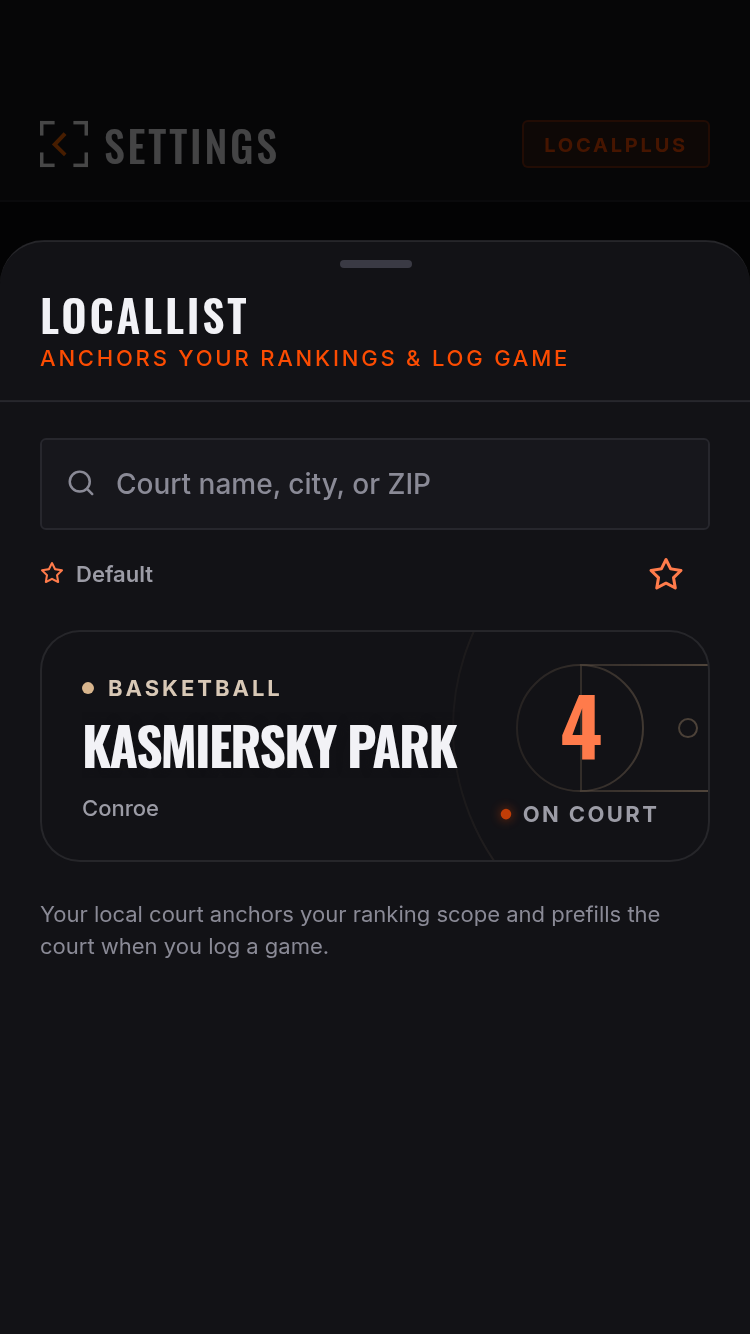 SETTINGS
LOCALPLUS
LOCALLIST
ANCHORS YOUR RANKINGS & LOG GAME
Court name, city, or ZIP
Default
BASKETBALL
KASMIERSKY PARK
Conroe
4
ON COURT
Your local court anchors your ranking scope and prefills the
court when you log a game.